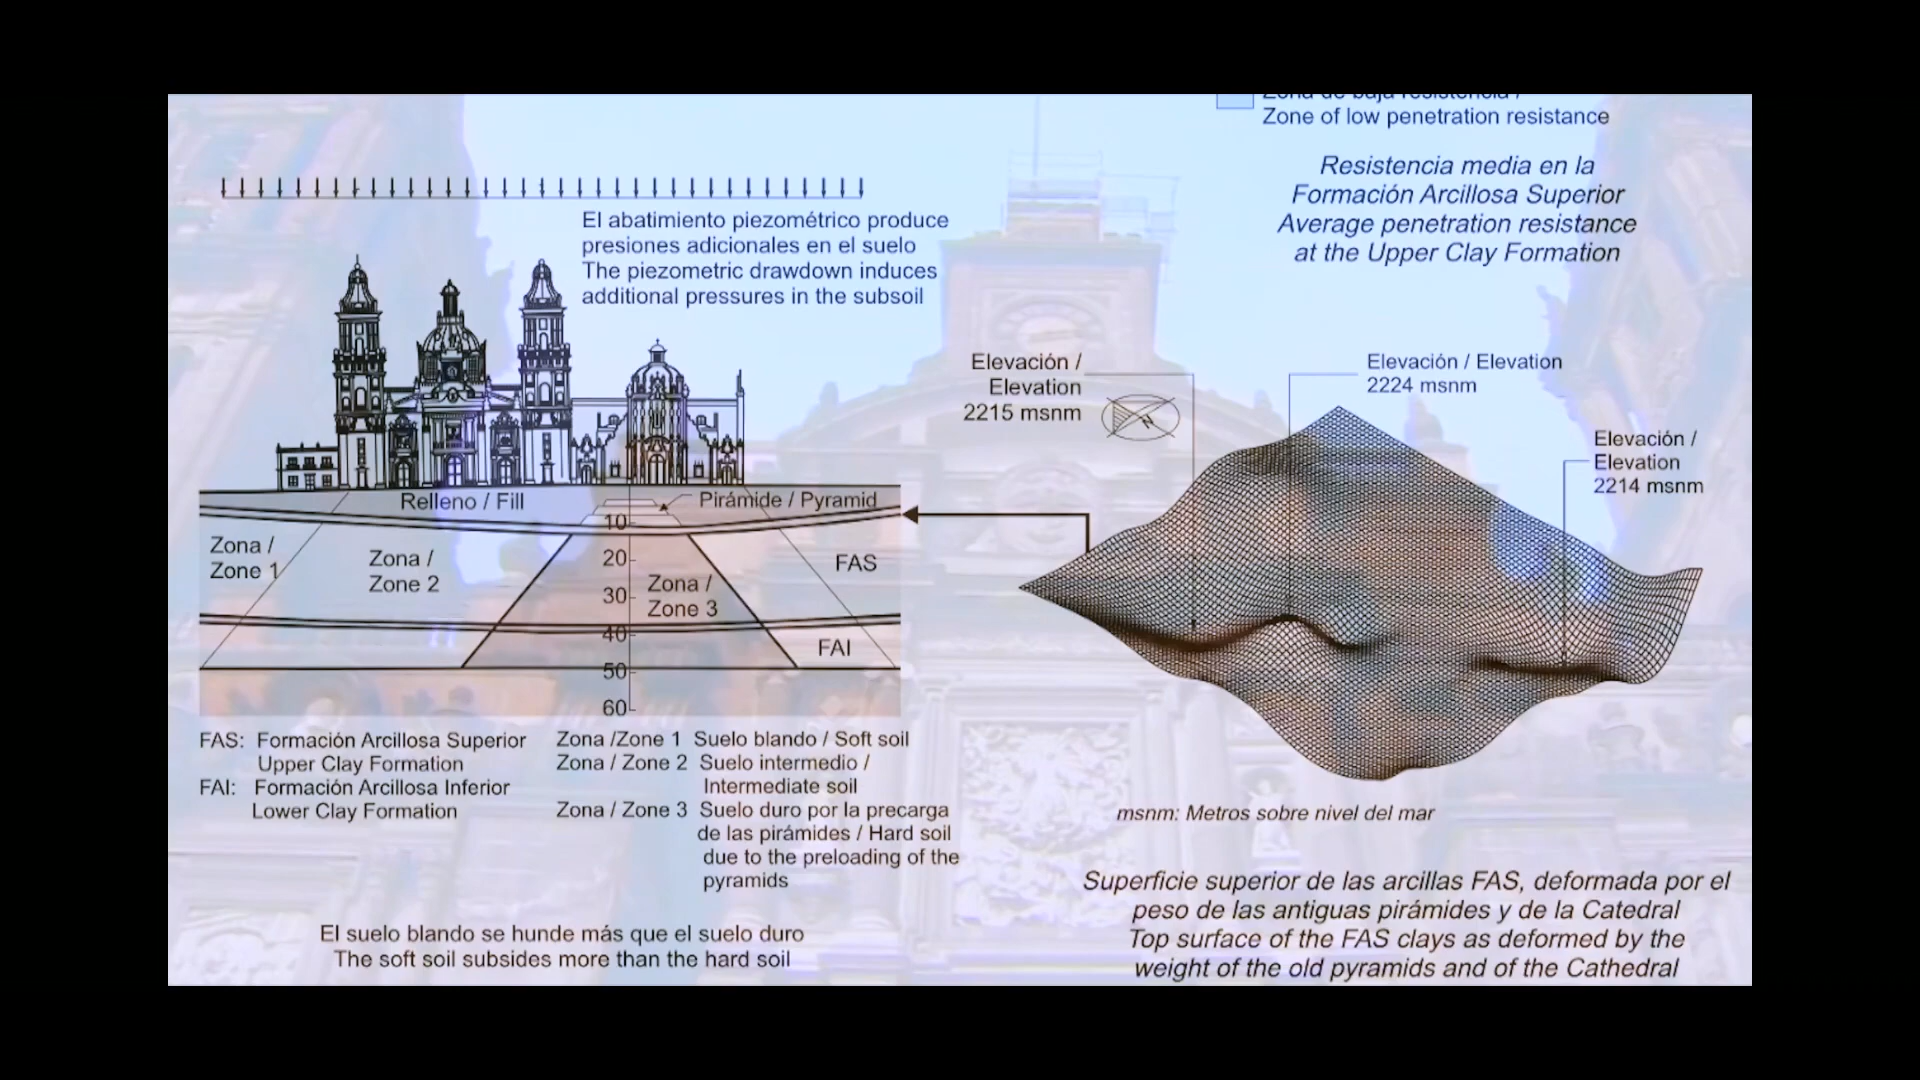 Zona de baja resistencia /
Zone of low penetration resistance
Resistencia media en la
Formación Arcillosa Superior
Average penetration resistance
at the Upper Clay Formation
El abatimiento piezométrico produce
presiones adicionales en el suelo
The piezometric drawdown induces
additional pressures in the subsoil
Relleno / Fill
Pirámide / Pyramid
Zona /
Zone 1
Zona /
Zone 2
Zona /
Zone 3
FAS
FAI
10
20
30
40
50
60
FAS: Formación Arcillosa Superior
Upper Clay Formation
FAI: Formación Arcillosa Inferior
Lower Clay Formation
Zona /Zone 1 Suelo blando / Soft soil
Zona / Zone 2 Suelo intermedio /
Intermediate soil
Zona / Zone 3 Suelo duro por la precarga
de las pirámides / Hard soil
due to the preloading of the
pyramids
El suelo blando se hunde más que el suelo duro
The soft soil subsides more than the hard soil
Elevación /
Elevation
2215 msnm
N
Elevación / Elevation
2224 msnm
Elevación /
Elevation
2214 msnm
msnm: Metros sobre nivel del mar
Superficie superior de las arcillas FAS, deformada por el
peso de las antiguas pirámides y de la Catedral
Top surface of the FAS clays as deformed by the
weight of the old pyramids and of the Cathedral